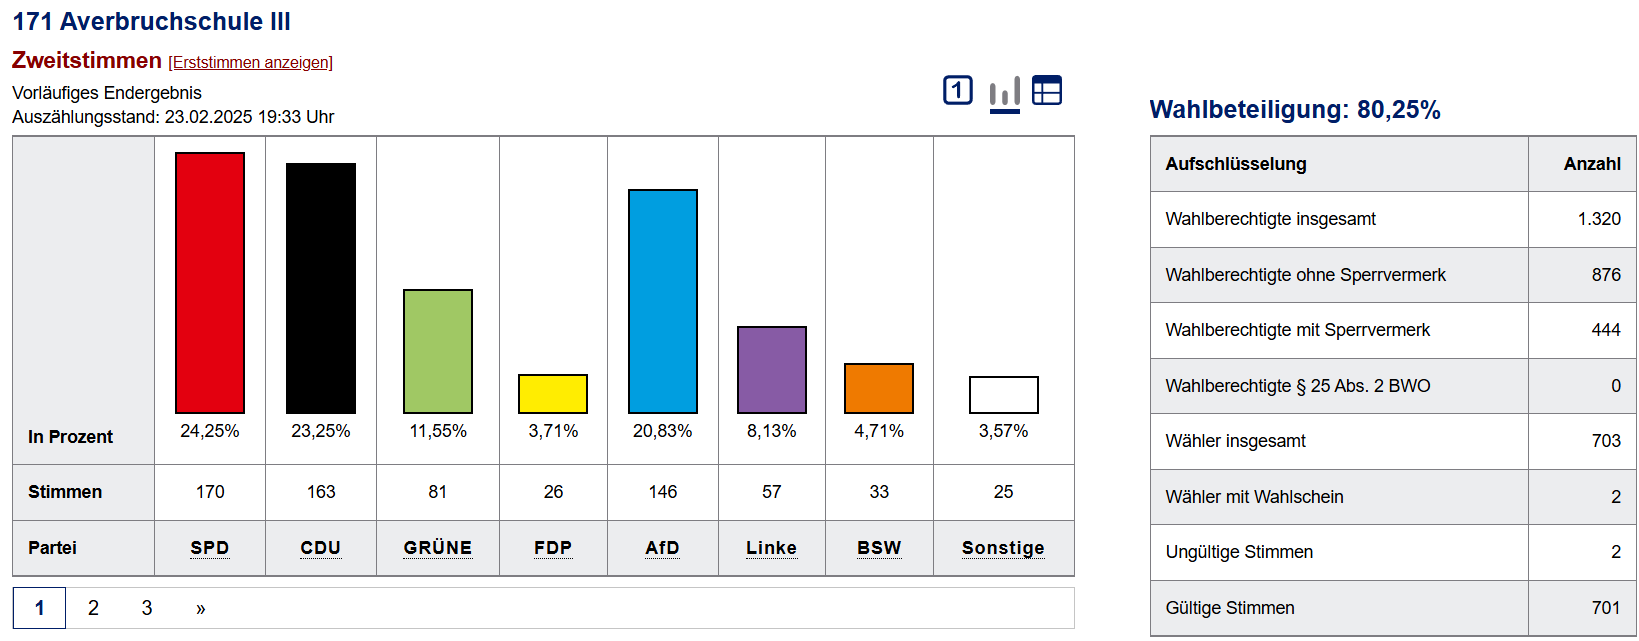 171 Averbruchschule III
Zweitstimmen [Erststimmen anzeigen]
Vorläufiges Endergebnis
Auszählungsstand: 23.02.2025 19:33 Uhr
1
In Prozent 24,25% 23,25% 11,55% 3,71% 20,83% 8,13% 4,71% 3,57%
Stimmen 170 163 81 26 146 57 33 25
Partei SPD CDU GRÜNE FDP AfD Linke BSW Sonstige
1 2 3 »
Wahlbeteiligung: 80,25%
Aufschlüsselung Anzahl
Wahlberechtigte insgesamt 1.320
Wahlberechtigte ohne Sperrvermerk 876
Wahlberechtigte mit Sperrvermerk 444
Wahlberechtigte § 25 Abs. 2 BWO 0
Wähler insgesamt 703
Wähler mit Wahlschein 2
Ungültige Stimmen 2
Gültige Stimmen 701